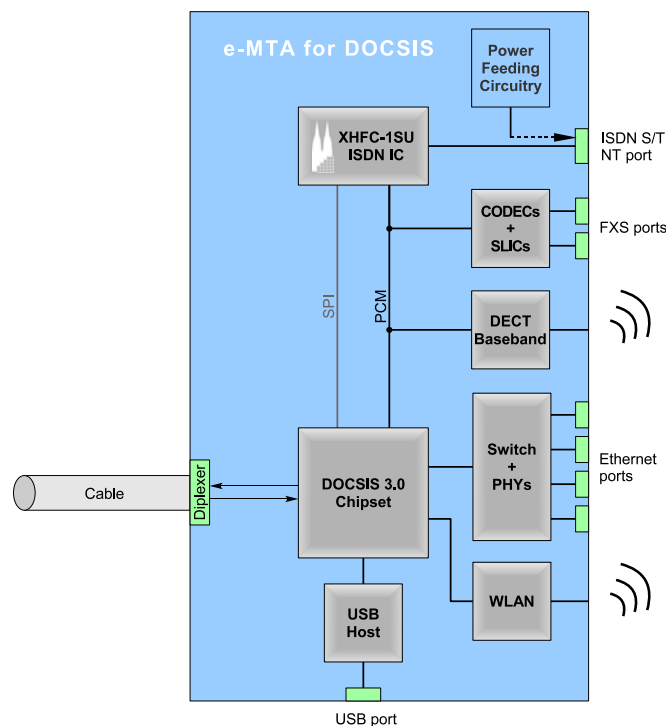 e-MTA for DOCSIS
Power
Feeding
Circuitry
XHFC-1SU
ISDN IC
ISDN S/T
NT port
CODECs
+
SLICs
FXS ports
SPI
PCM
DECT
Baseband
Switch
+
PHYs
Ethernet
ports
Cable
Diplexer
DOCSIS 3.0
Chipset
WLAN
USB
Host
USB port